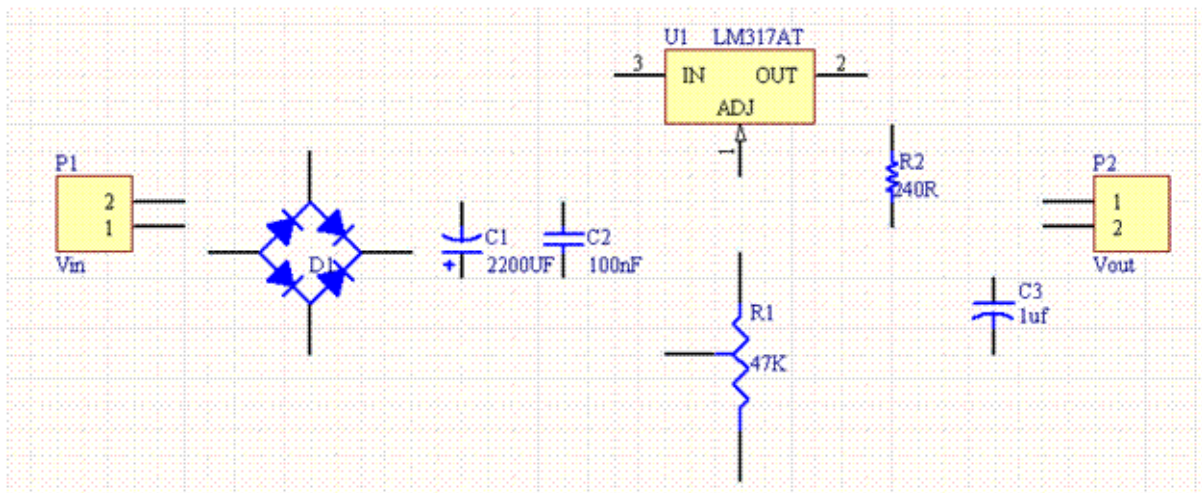 U1 LM317AT
3 IN OUT 2
ADJ
1
P1
2
1
Vin
D1
C1
2200UF
C2
100nF
R2
240R
P2
1
2
Vout
R1
47K
C3
1uf
+